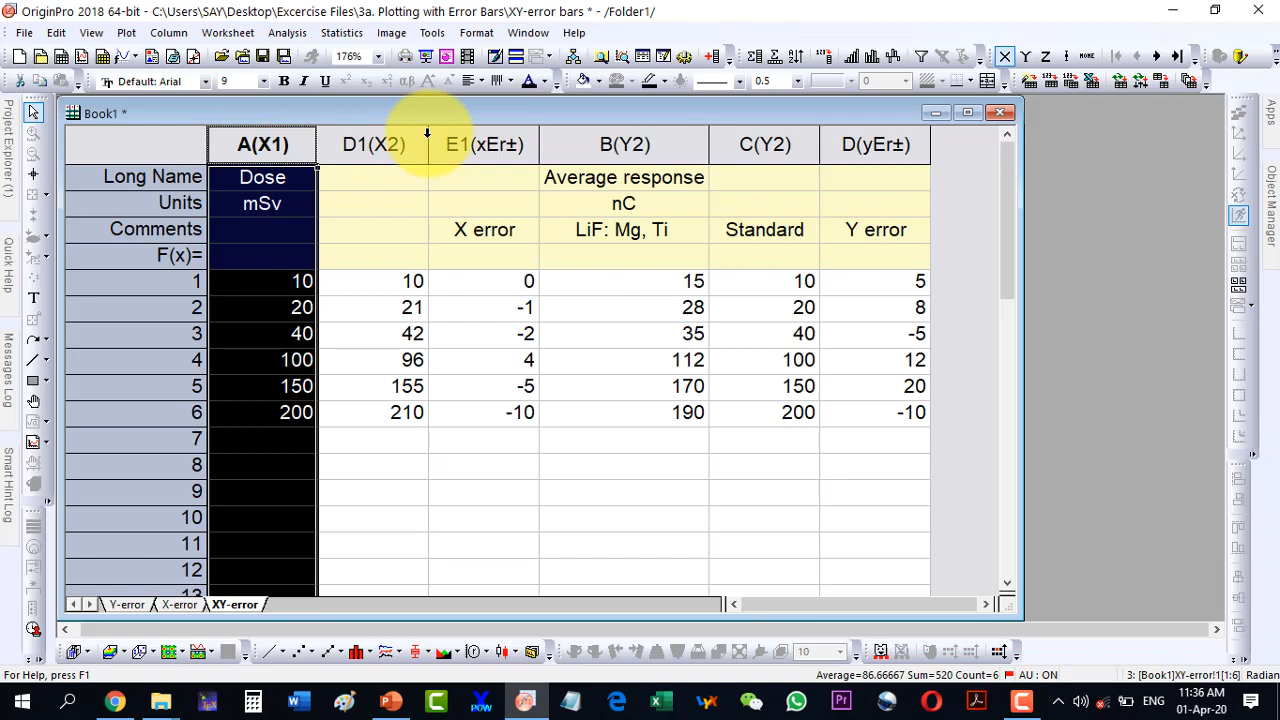 OriginPro 2018 64-bit - C:\Users\SAY\Desktop\Excercise Files\3a. Plotting with Error Bars\XY-error bars * - /Folder1/
File Edit View Plot Column Worksheet Analysis Statistics Image Tools Format Window Help
176%
Default: Arial 9 B I U αβ A A A 0.5 0
X Y Z
Project Explorer (1)
Quick Help
Messages Log
Smart Hint Log
Object Manager
Book1 *
A(X1) D1(X2) E1(xEr±) B(Y2) C(Y2) D(yEr±)
Long Name Dose Average response
Units mSv nC
Comments X error LiF: Mg, Ti Standard Y error
F(x)=
1 10 10 0 15 10 5
2 20 21 -1 28 20 8
3 40 42 -2 35 40 -5
4 100 96 4 112 100 12
5 150 155 -5 170 150 20
6 200 210 -10 190 200 -10
7
8
9
10
11
12
13
Y-error X-error XY-error
10
For Help, press F1
Average=86.66667 Sum=520 Count=6 AU : ON 3: [Book1]XY-error!1[1:6] Radian
ENG
11:36 AM
01-Apr-20